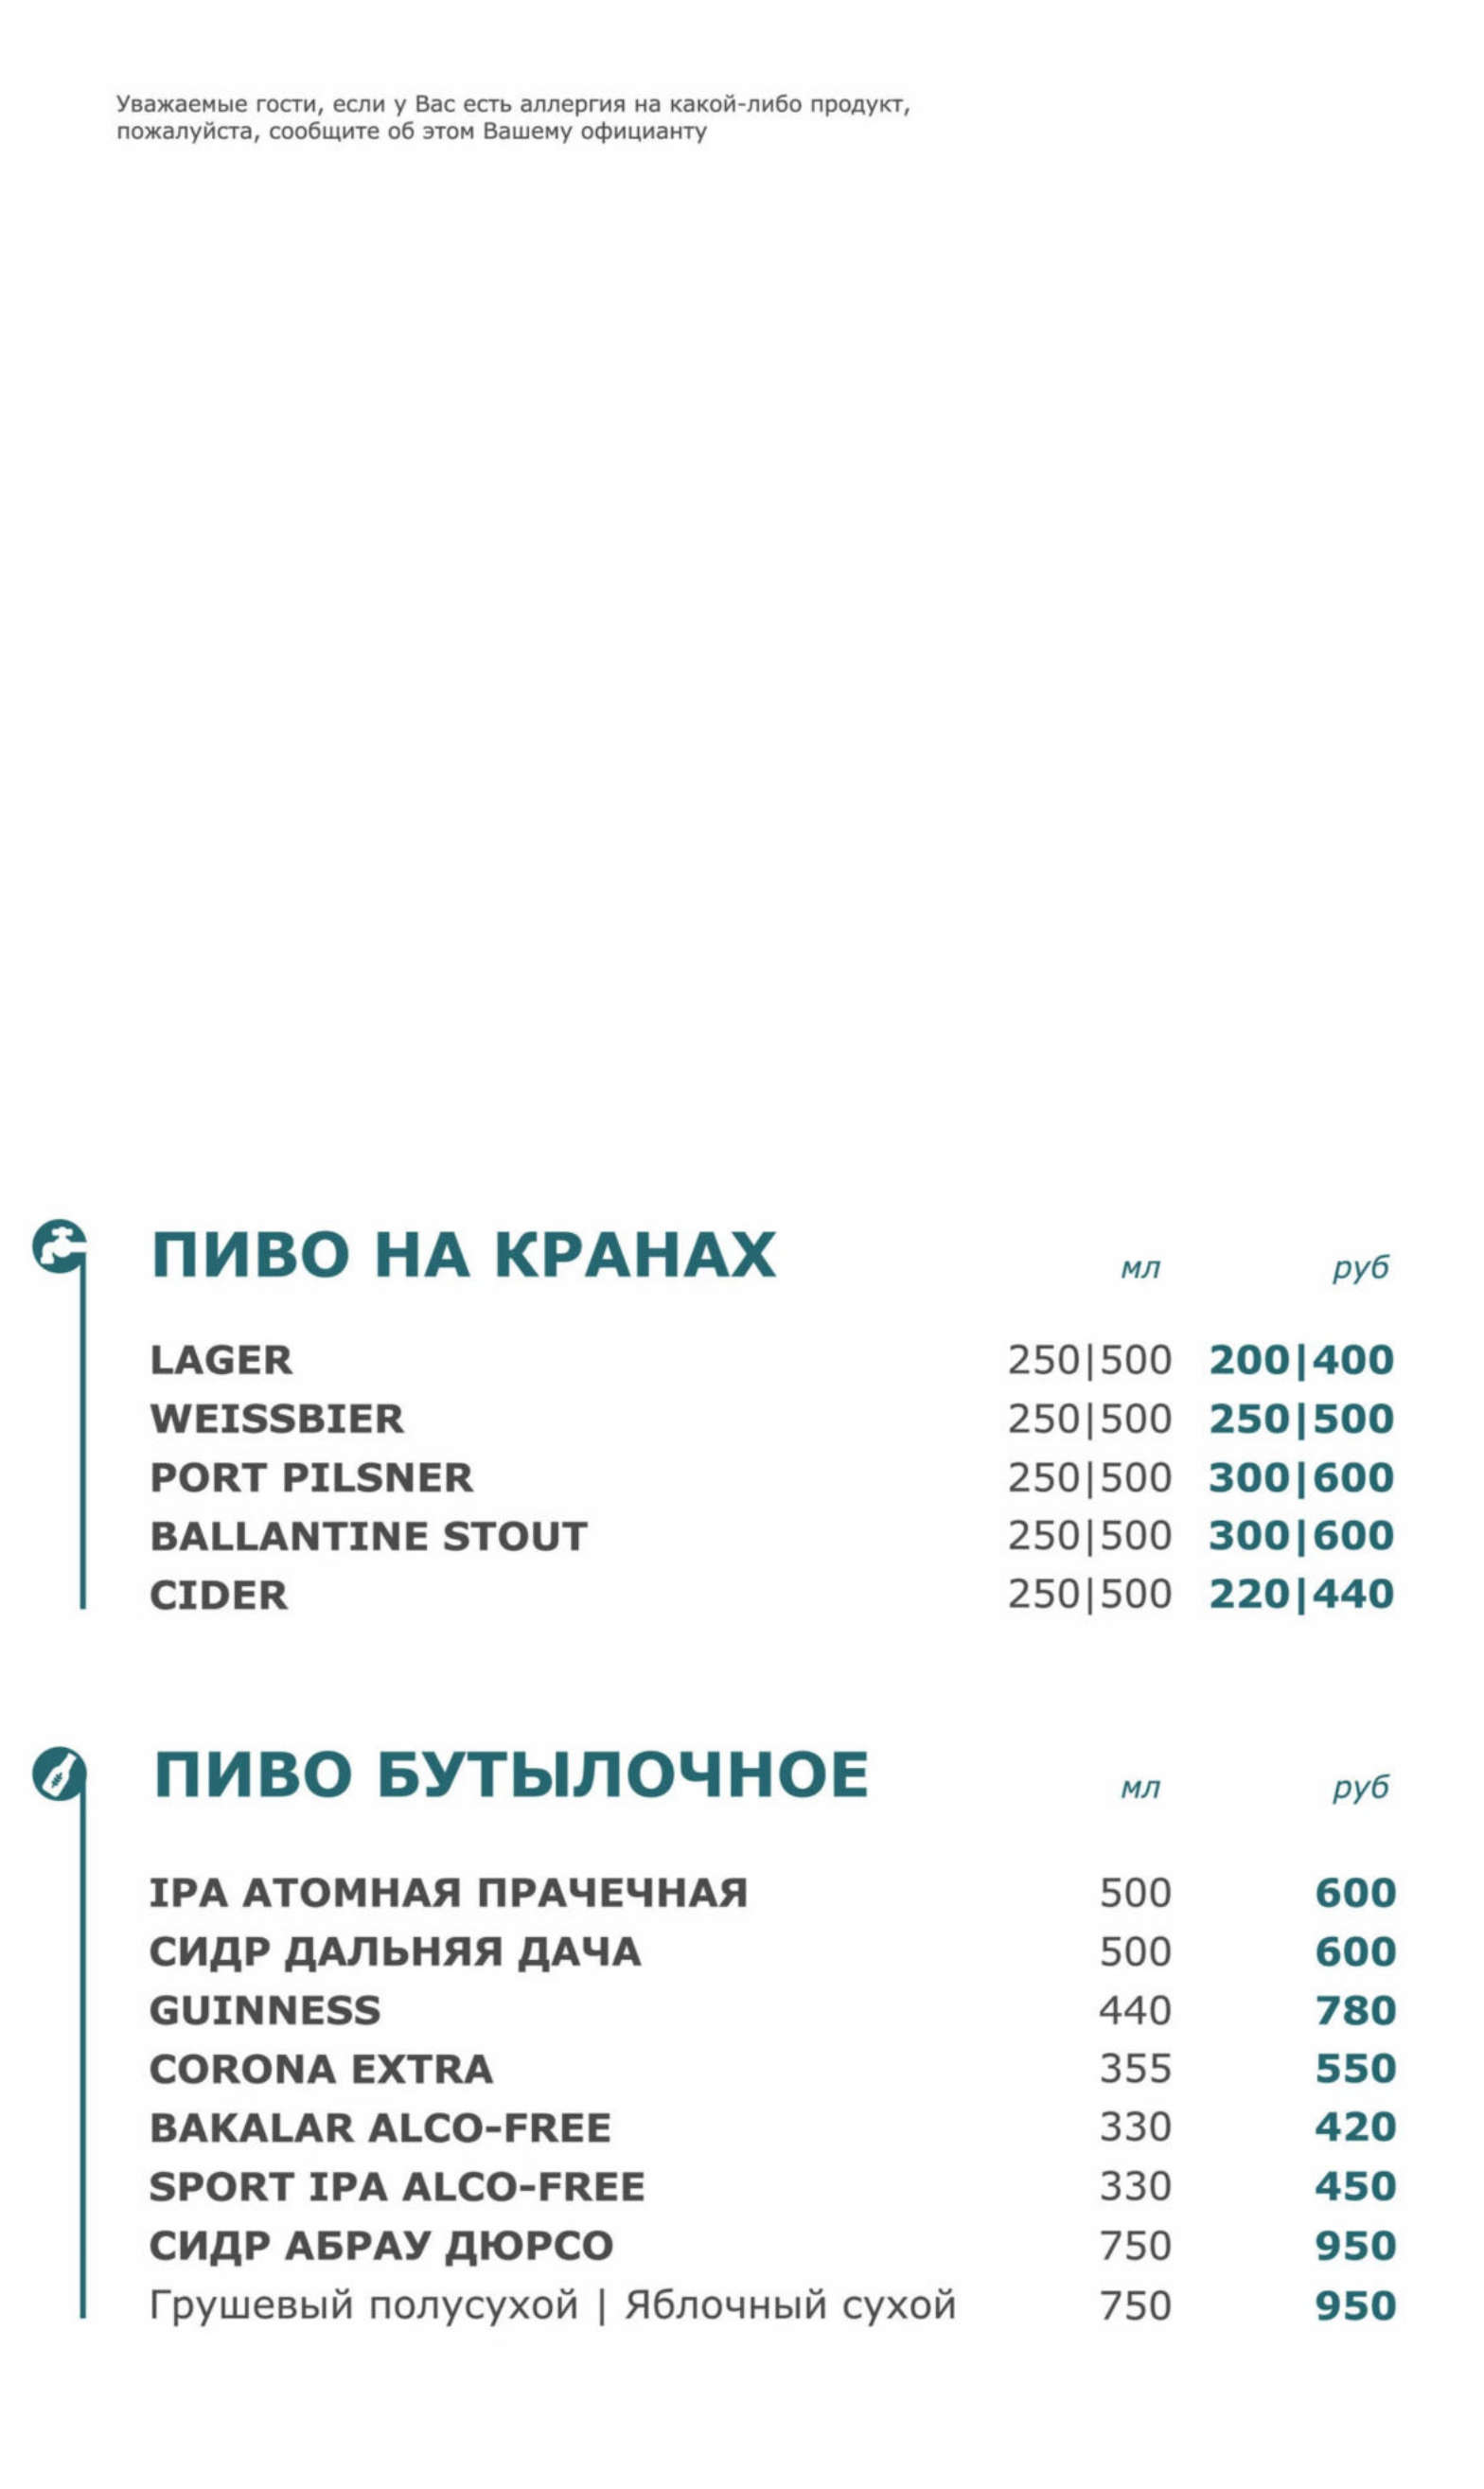 Уважаемые гости, если у Вас есть аллергия на какой-либо продукт,
пожалуйста, сообщите об этом Вашему официанту
ПИВО НА КРАНАХ мл руб
LAGER 250|500 200|400
WEISSBIER 250|500 250|500
PORT PILSNER 250|500 300|600
BALLANTINE STOUT 250|500 300|600
CIDER 250|500 220|440
ПИВО БУТЫЛОЧНОЕ мл руб
IPA АТОМНАЯ ПРАЧЕЧНАЯ 500 600
СИДР ДАЛЬНЯЯ ДАЧА 500 600
GUINNESS 440 780
CORONA EXTRA 355 550
BAKALAR ALCO-FREE 330 420
SPORT IPA ALCO-FREE 330 450
СИДР АБРАУ ДЮРСО 750 950
Грушевый полусухой | Яблочный сухой 750 950